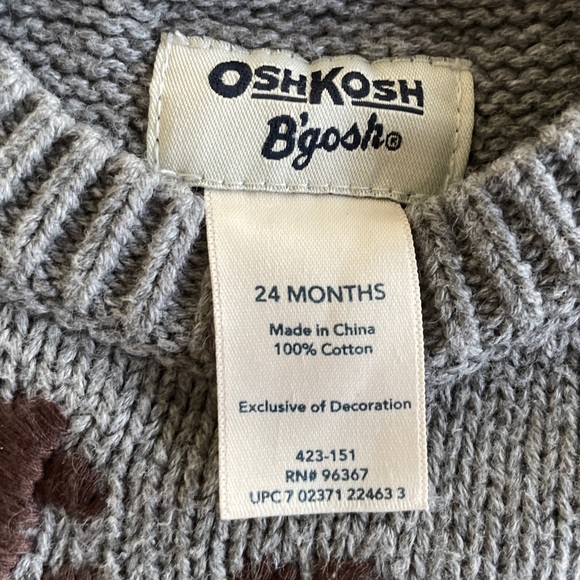 OSHKOSH
B'gosh®
24 MONTHS
Made in China
100% Cotton
Exclusive of Decoration
423-151
RN# 96367
UPC 7 02371 22463 3